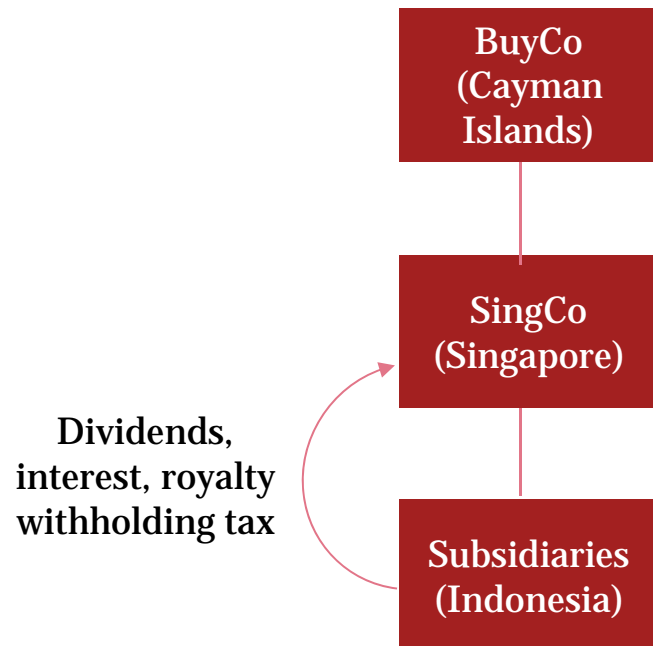 BuyCo
(Cayman
Islands)
SingCo
(Singapore)
Dividends,
interest, royalty
withholding tax
Subsidiaries
(Indonesia)